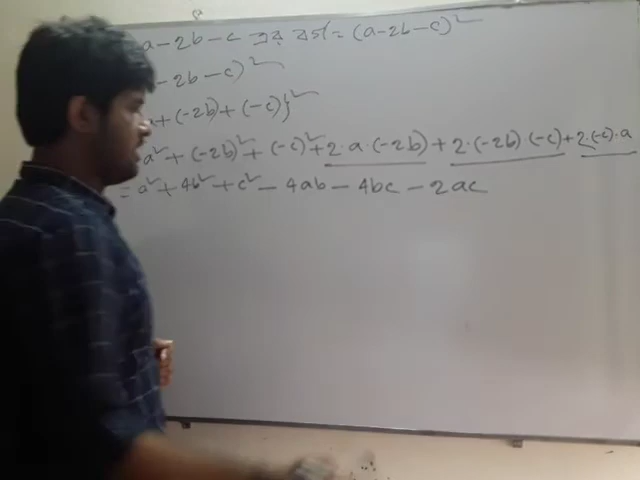 a-2b-c এর বর্গ = (a-2b-c)²
-2b-c)²
a+(-2b)+(-c)}²
a²+(-2b)²+(-c)²+2·a·(-2b)+2·(-2b)(-c)+2·(-c)·a
= a²+4b²+c²-4ab-4bc-2ac